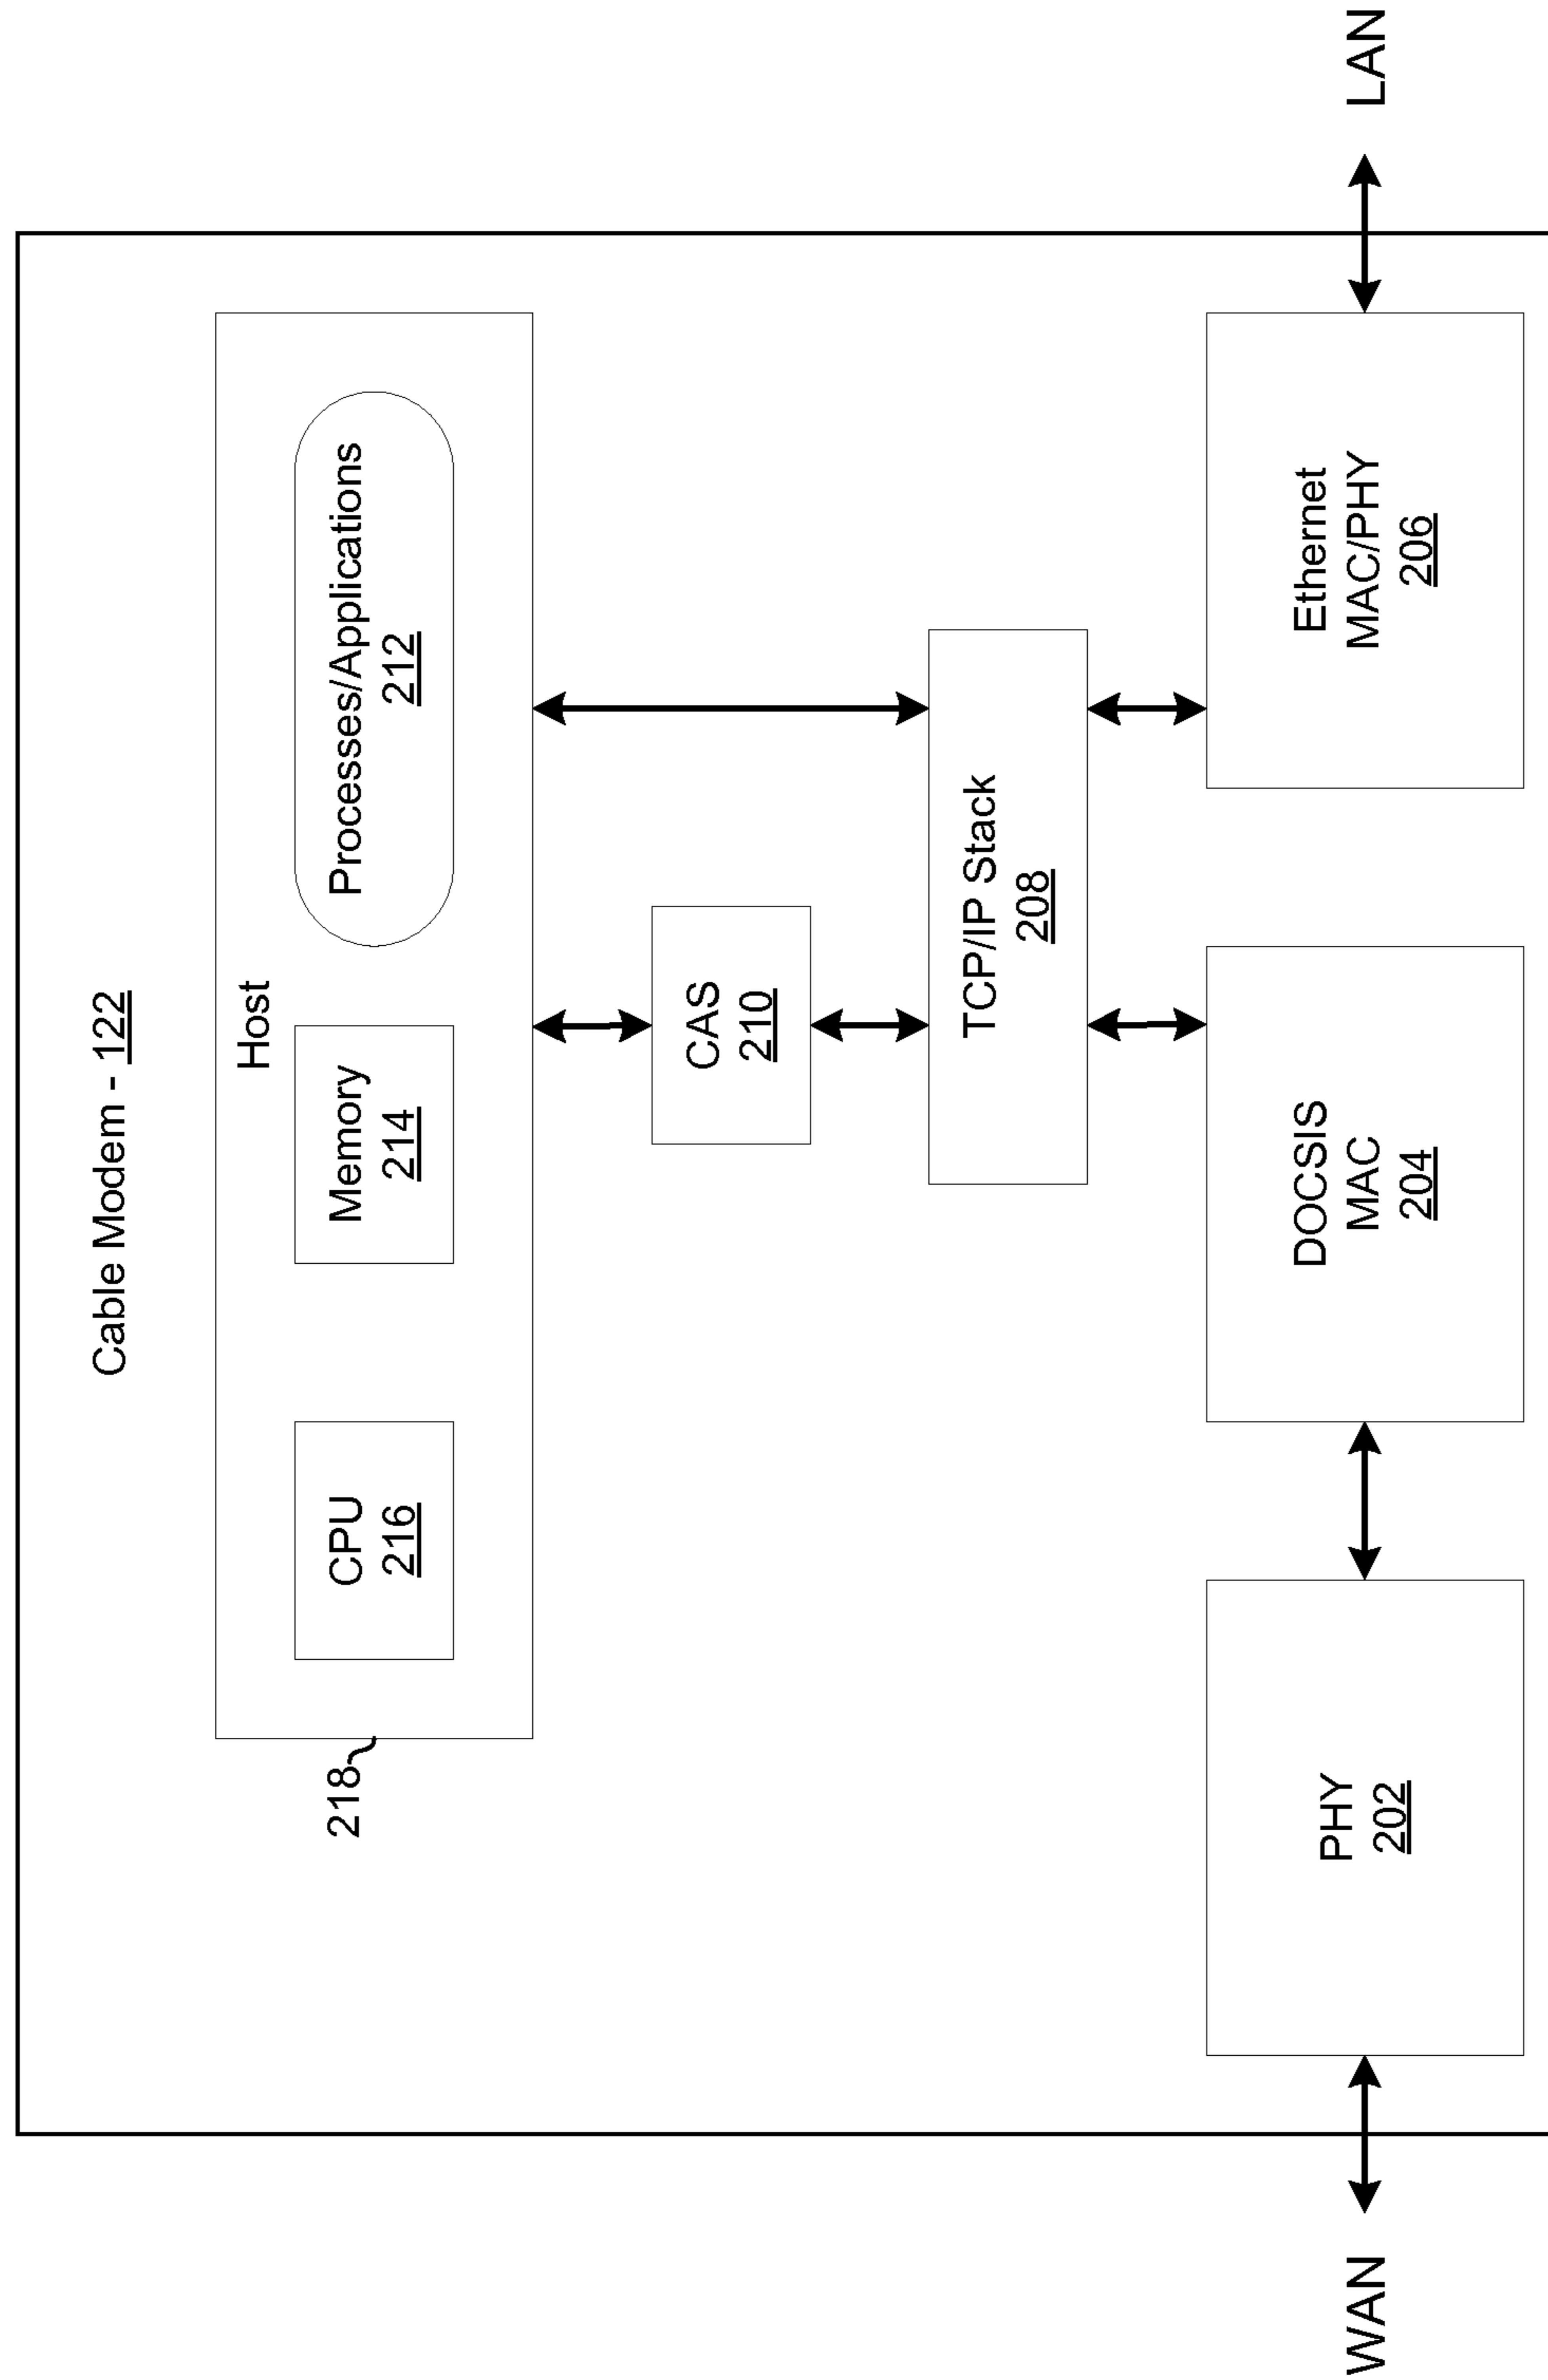 Cable Modem - 122
Host
CPU
216
Memory
214
Processes/Applications
212
218
CAS
210
TCP/IP Stack
208
WAN
PHY
202
DOCSIS
MAC
204
Ethernet
MAC/PHY
206
LAN